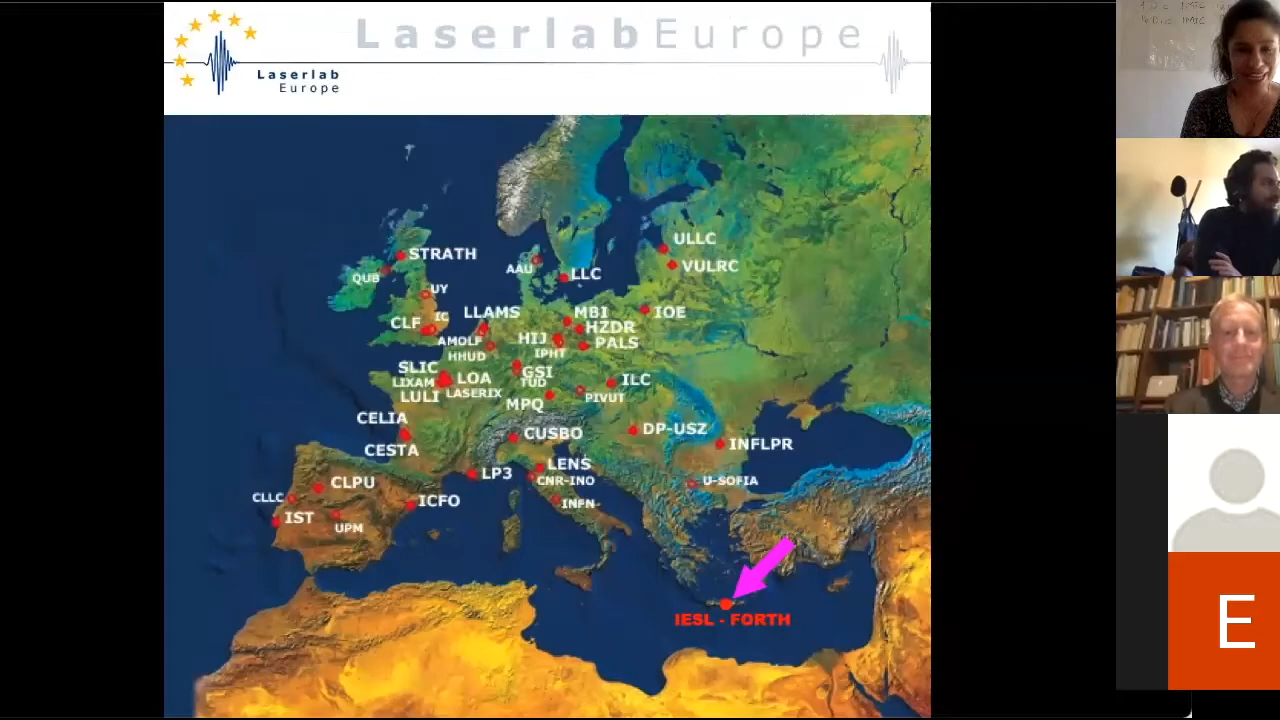 Laserlab Europe
Laserlab
Europe
STRATH
QUB
UY
IC
CLF
AAU
LLC
ULLC
VULRC
LLAMS
AMOLF
HHUD
MBI
HZDR
PALS
IOE
HIJ
IPHT
SLIC
LIXAM
LOA
LASERIX
LULI
GSI
TUD
MPQ
ILC
PIVUT
CELIA
CESTA
CUSBO
DP-USZ
INFLPR
LP3
LENS
CNR-INO
INFN
U-SOFIA
CLPU
CLLC
ICFO
IST
UPM
IESL - FORTH
E